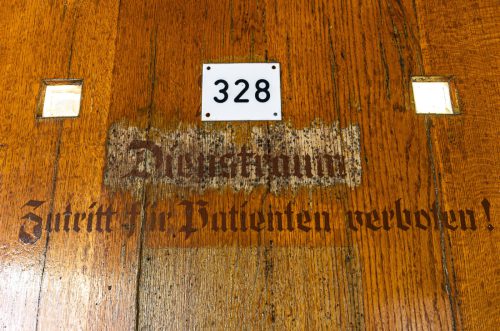 328
Dienstraum
Zutritt für Patienten verboten!